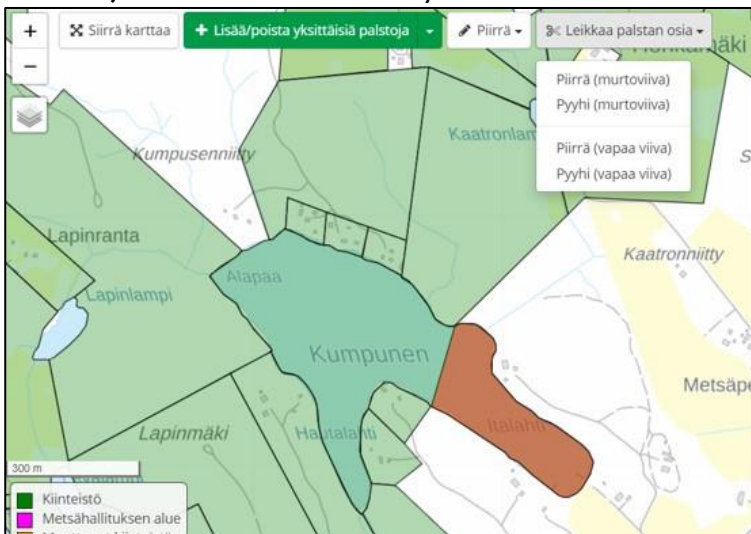 +
−
Siirrä karttaa
+ Lisää/poista yksittäisiä palstoja
Piirrä
Leikkaa palstan osia
Piirrä (murtoviiva)
Pyyhi (murtoviiva)
Piirrä (vapaa viiva)
Pyyhi (vapaa viiva)
Kumpusenniitty
Lapinranta
Kaatronniitty
Alapaa
Lapinlampi
Kumpunen
Metsäpe
Lapinmäki
Hautalahti
Italahti
300 m
Kiinteistö
Metsähallituksen alue